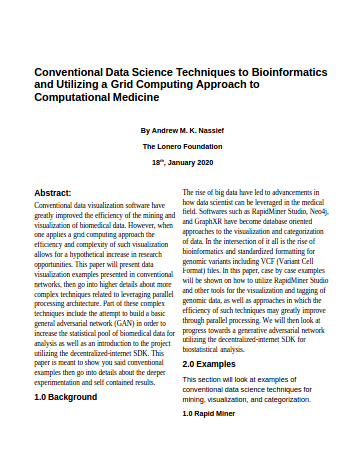 Conventional Data Science Techniques to Bioinformatics
and Utilizing a Grid Computing Approach to
Computational Medicine
By Andrew M. K. Nassief
The Lonero Foundation
18th, January 2020
Abstract:
Conventional data visualization software have
greatly improved the efficiency of the mining and
visualization of biomedical data. However, when
one applies a grid computing approach the
efficiency and complexity of such visualization
allows for a hypothetical increase in research
opportunities. This paper will present data
visualization examples presented in conventional
networks, then go into higher details about more
complex techniques related to leveraging parallel
processing architecture. Part of these complex
techniques include the attempt to build a basic
general adversarial network (GAN) in order to
increase the statistical pool of biomedical data for
analysis as well as an introduction to the project
utilizing the decentralized-internet SDK. This
paper is meant to show you said conventional
examples then go into details about the deeper
experimentation and self contained results.
1.0 Background
The rise of big data have led to advancements in
how data scientist can be leveraged in the medical
field. Softwares such as RapidMiner Studio, Neo4j,
and GraphXR have become database oriented
approaches to the visualization and categorization
of data. In the intersection of it all is the rise of
bioinformatics and standardized formatting for
genomic variants including VCF (Variant Cell
Format) files. In this paper, case by case examples
will be shown on how to utilize RapidMiner Studio
and other tools for the visualization and tagging of
genomic data, as well as approaches in which the
efficiency of such techniques may greatly improve
through parallel processing. We will then look at
progress towards a generative adversarial network
utilizing the decentralized-internet SDK for
biostatistical analysis.
2.0 Examples
This section will look at examples of
conventional data science techniques for
mining, visualization, and categorization.
1.0 Rapid Miner